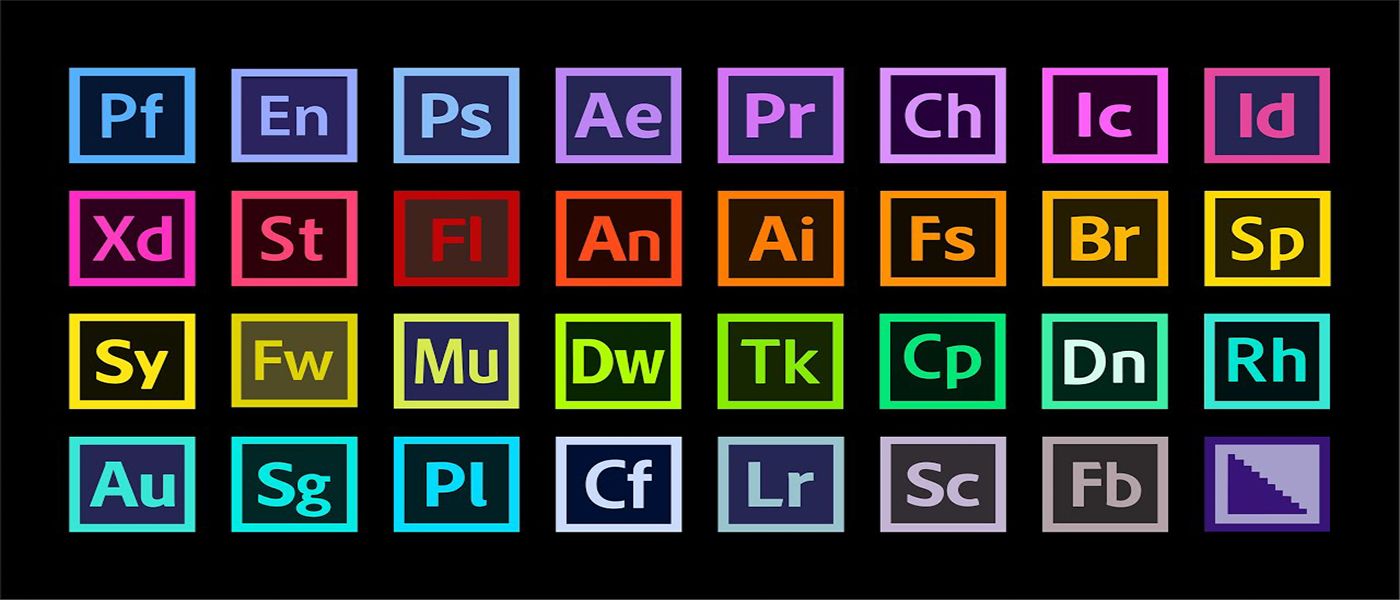 Pf En Ps Ae Pr Ch Ic Id
Xd St Fl An Ai Fs Br Sp
Sy Fw Mu Dw Tk Cp Dn Rh
Au Sg Pl Cf Lr Sc Fb